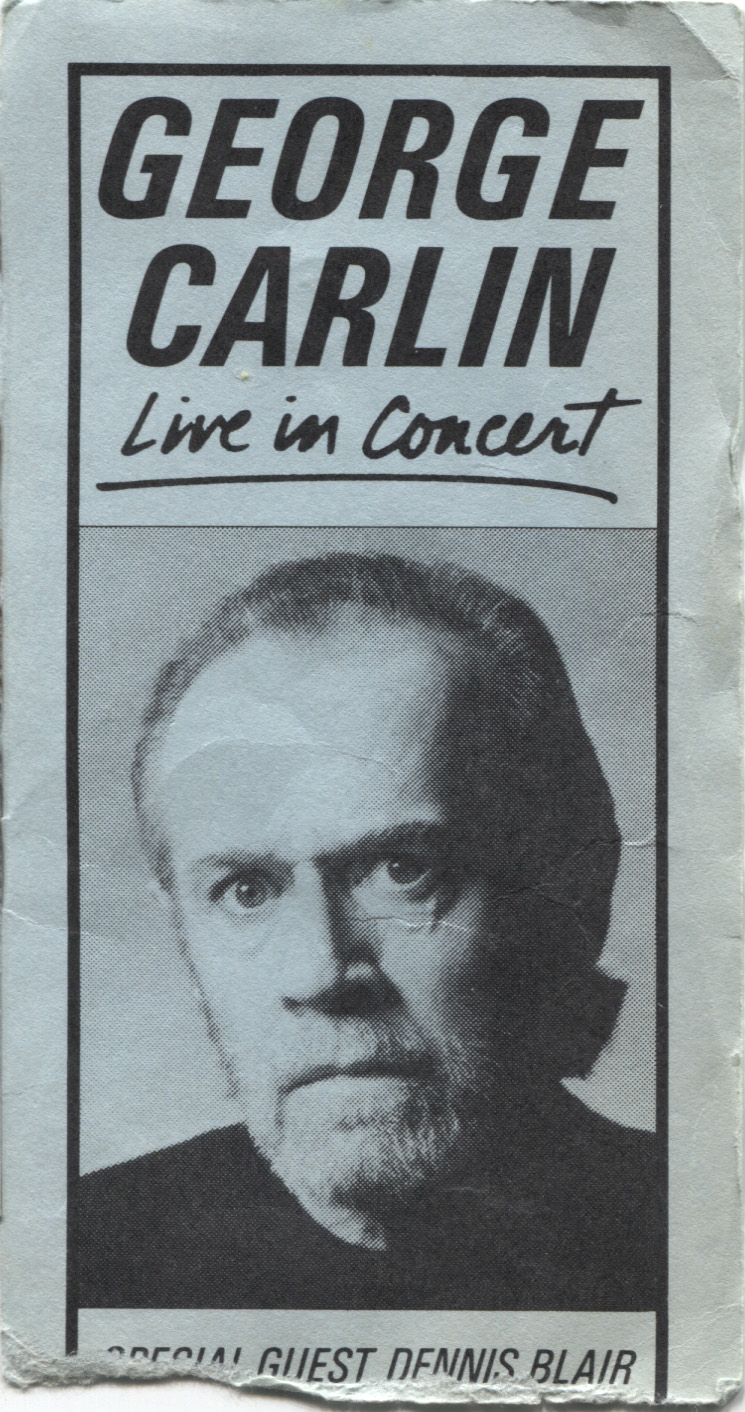 GEORGE
CARLIN
Live in Concert
SPECIAL GUEST DENNIS BLAIR